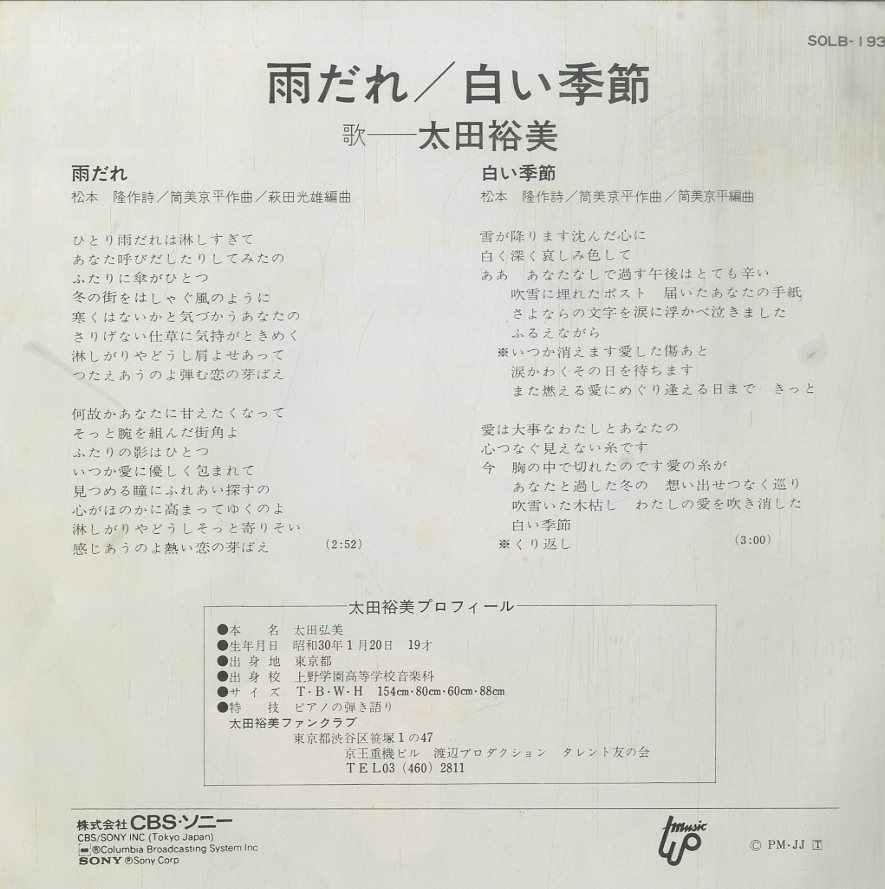 SOLB-193
雨だれ／白い季節
歌──太田裕美
雨だれ
松本　隆作詩／筒美京平作曲／萩田光雄編曲
ひとり雨だれは淋しすぎて
あなた呼びだしたりしてみたの
ふたりに傘がひとつ
冬の街をはしゃぐ風のように
寒くはないかと気づかうあなたの
さりげない仕草に気持がときめく
淋しがりやどうし肩よせあって
つたえあうのよ弾む恋の芽ばえ
何故かあなたに甘えたくなって
そっと腕を組んだ街角よ
ふたりの影はひとつ
いつか愛に優しく包まれて
見つめる瞳にふれあい探すの
心がほのかに高まってゆくのよ
淋しがりやどうしそっと寄りそい
感じあうのよ熱い恋の芽ばえ
(2:52)
白い季節
松本　隆作詩／筒美京平作曲／筒美京平編曲
雪が降ります沈んだ心に
白く深く哀しみ色して
ああ　あなたなしで過す午後はとても辛い
吹雪に埋れたポスト　届いたあなたの手紙
さよならの文字を涙に浮かべ泣きました
ふるえながら
※いつか消えます愛した傷あと
涙かわくその日を待ちます
また燃える愛にめぐり逢える日まで　きっと
愛は大事なわたしとあなたの
心つなぐ見えない糸です
今　胸の中で切れたのです愛の糸が
あなたと過した冬の　想い出せつなく巡り
吹雪いた木枯し　わたしの愛を吹き消した
白い季節
※くり返し
(3:00)
太田裕美プロフィール
●本　名　太田弘美
●生年月日　昭和30年1月20日　19才
●出身地　東京都
●出身校　上野学園高等学校音楽科
●サイズ　T・B・W・H　154cm・80cm・60cm・88cm
●特　技　ピアノの弾き語り
太田裕美ファンクラブ
東京都渋谷区笹塚1の47
京王重機ビル　渡辺プロダクション　タレント友の会
TEL03（460）2811
株式会社CBS・ソニー
CBS/SONY INC (Tokyo Japan)
®Columbia Broadcasting System Inc
SONY ®Sony Corp
music up
© PM・JJ T